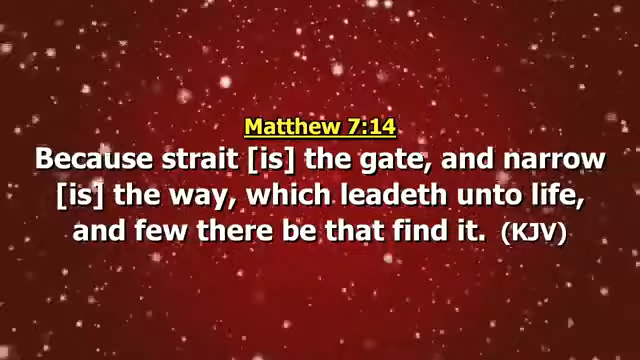 Matthew 7:14
Because strait [is] the gate, and narrow
[is] the way, which leadeth unto life,
and few there be that find it. (KJV)